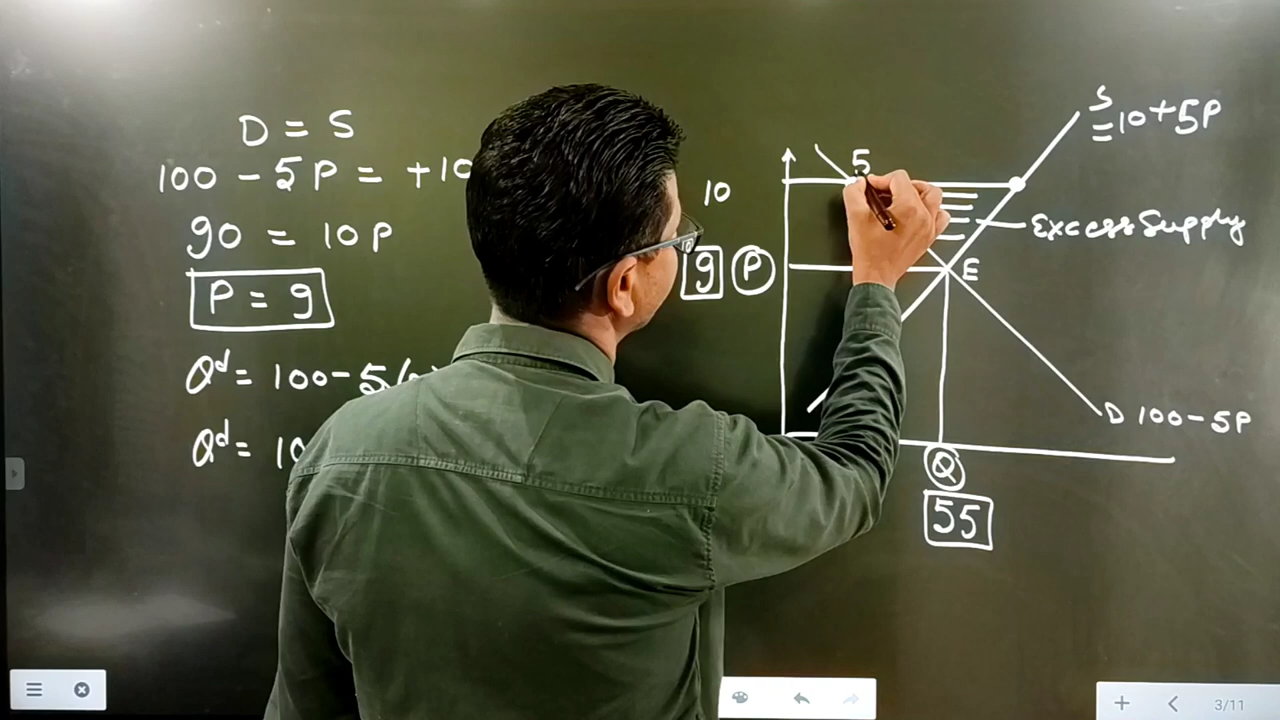 D = S
100 - 5P = +10
90 = 10P
P = 9
Qd = 100 - 5
Qd = 10
S
= 10 + 5P
5
10
Excess Supply
9 P
E
D 100 - 5P
Q
55
3/11